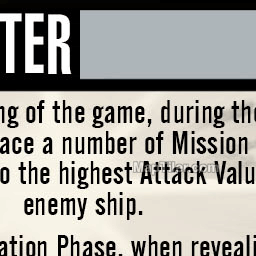 TER
ng of the game, during the
ace a number of Mission
o the highest Attack Valu
enemy ship.
ation Phase, when reveali